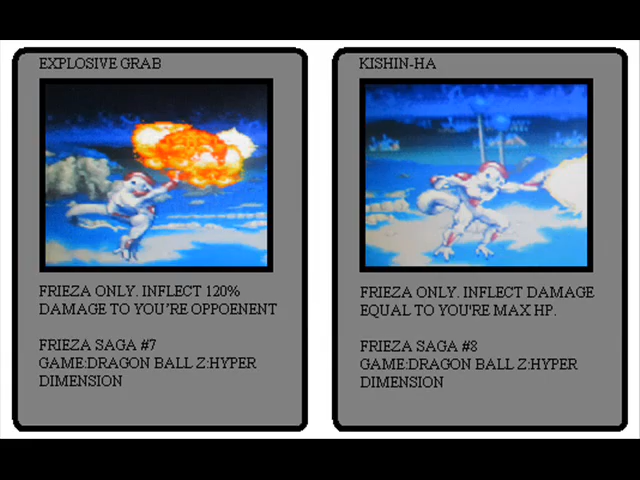 EXPLOSIVE GRAB
FRIEZA ONLY. INFLECT 120%
DAMAGE TO YOU'RE OPPOENENT
FRIEZA SAGA #7
GAME:DRAGON BALL Z:HYPER
DIMENSION
KISHIN-HA
FRIEZA ONLY. INFLECT DAMAGE
EQUAL TO YOU'RE MAX HP.
FRIEZA SAGA #8
GAME:DRAGON BALL Z:HYPER
DIMENSION